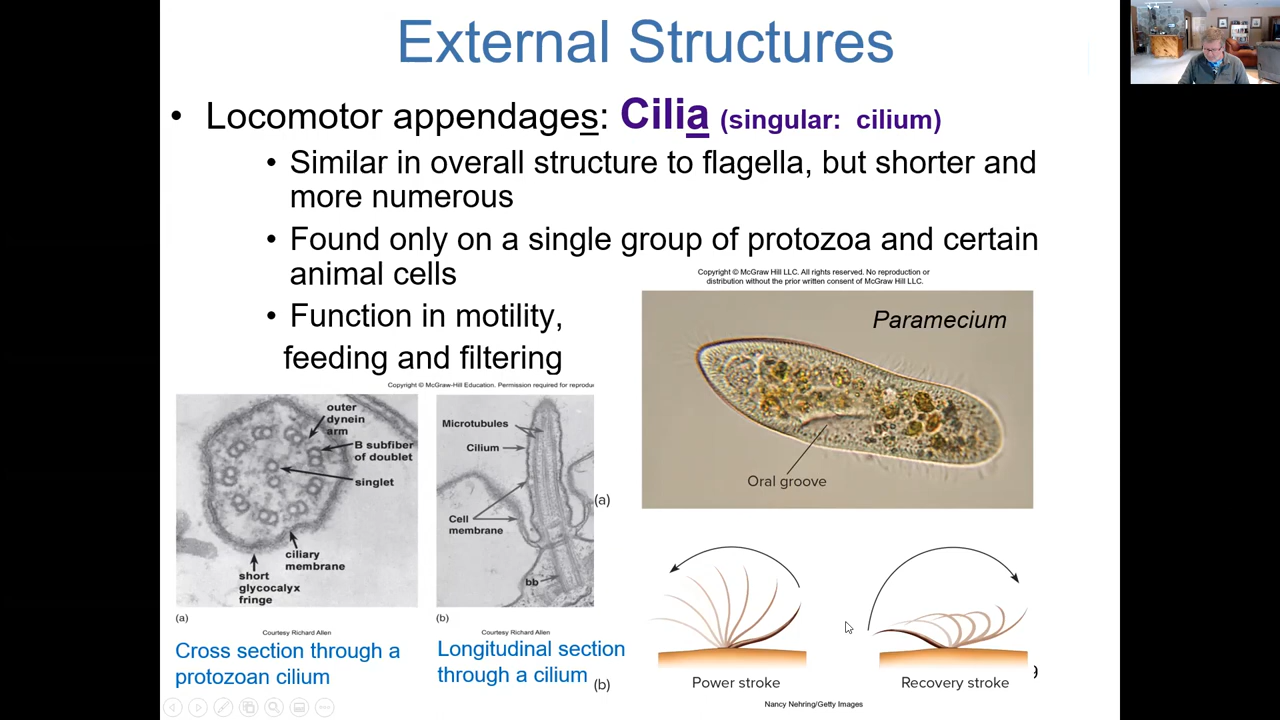 External Structures
• Locomotor appendages: Cilia (singular: cilium)
• Similar in overall structure to flagella, but shorter and
more numerous
• Found only on a single group of protozoa and certain
animal cells
• Function in motility,
feeding and filtering
Copyright © McGraw Hill LLC. All rights reserved. No reproduction or
distribution without the prior written consent of McGraw Hill LLC.
Paramecium
Oral groove
(a)
Copyright © McGraw-Hill Education. Permission required for reprodu
outer
dynein
arm
B subfiber
of doublet
singlet
ciliary
membrane
short
glycocalyx
fringe
(a)
Courtesy Richard Allen
Cross section through a
protozoan cilium
Microtubules
Cilium
Cell
membrane
bb
(b)
Courtesy Richard Allen
Longitudinal section
through a cilium
(b)
Power stroke
Recovery stroke
Nancy Nehring/Getty Images